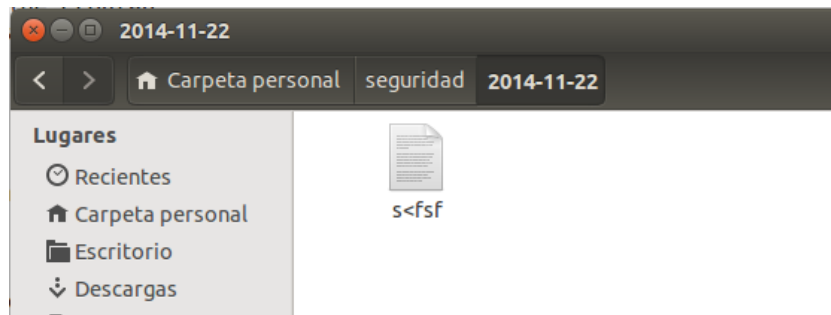 2014-11-22
Carpeta personal seguridad 2014-11-22
Lugares
Recientes
Carpeta personal
Escritorio
Descargas
s<fsf